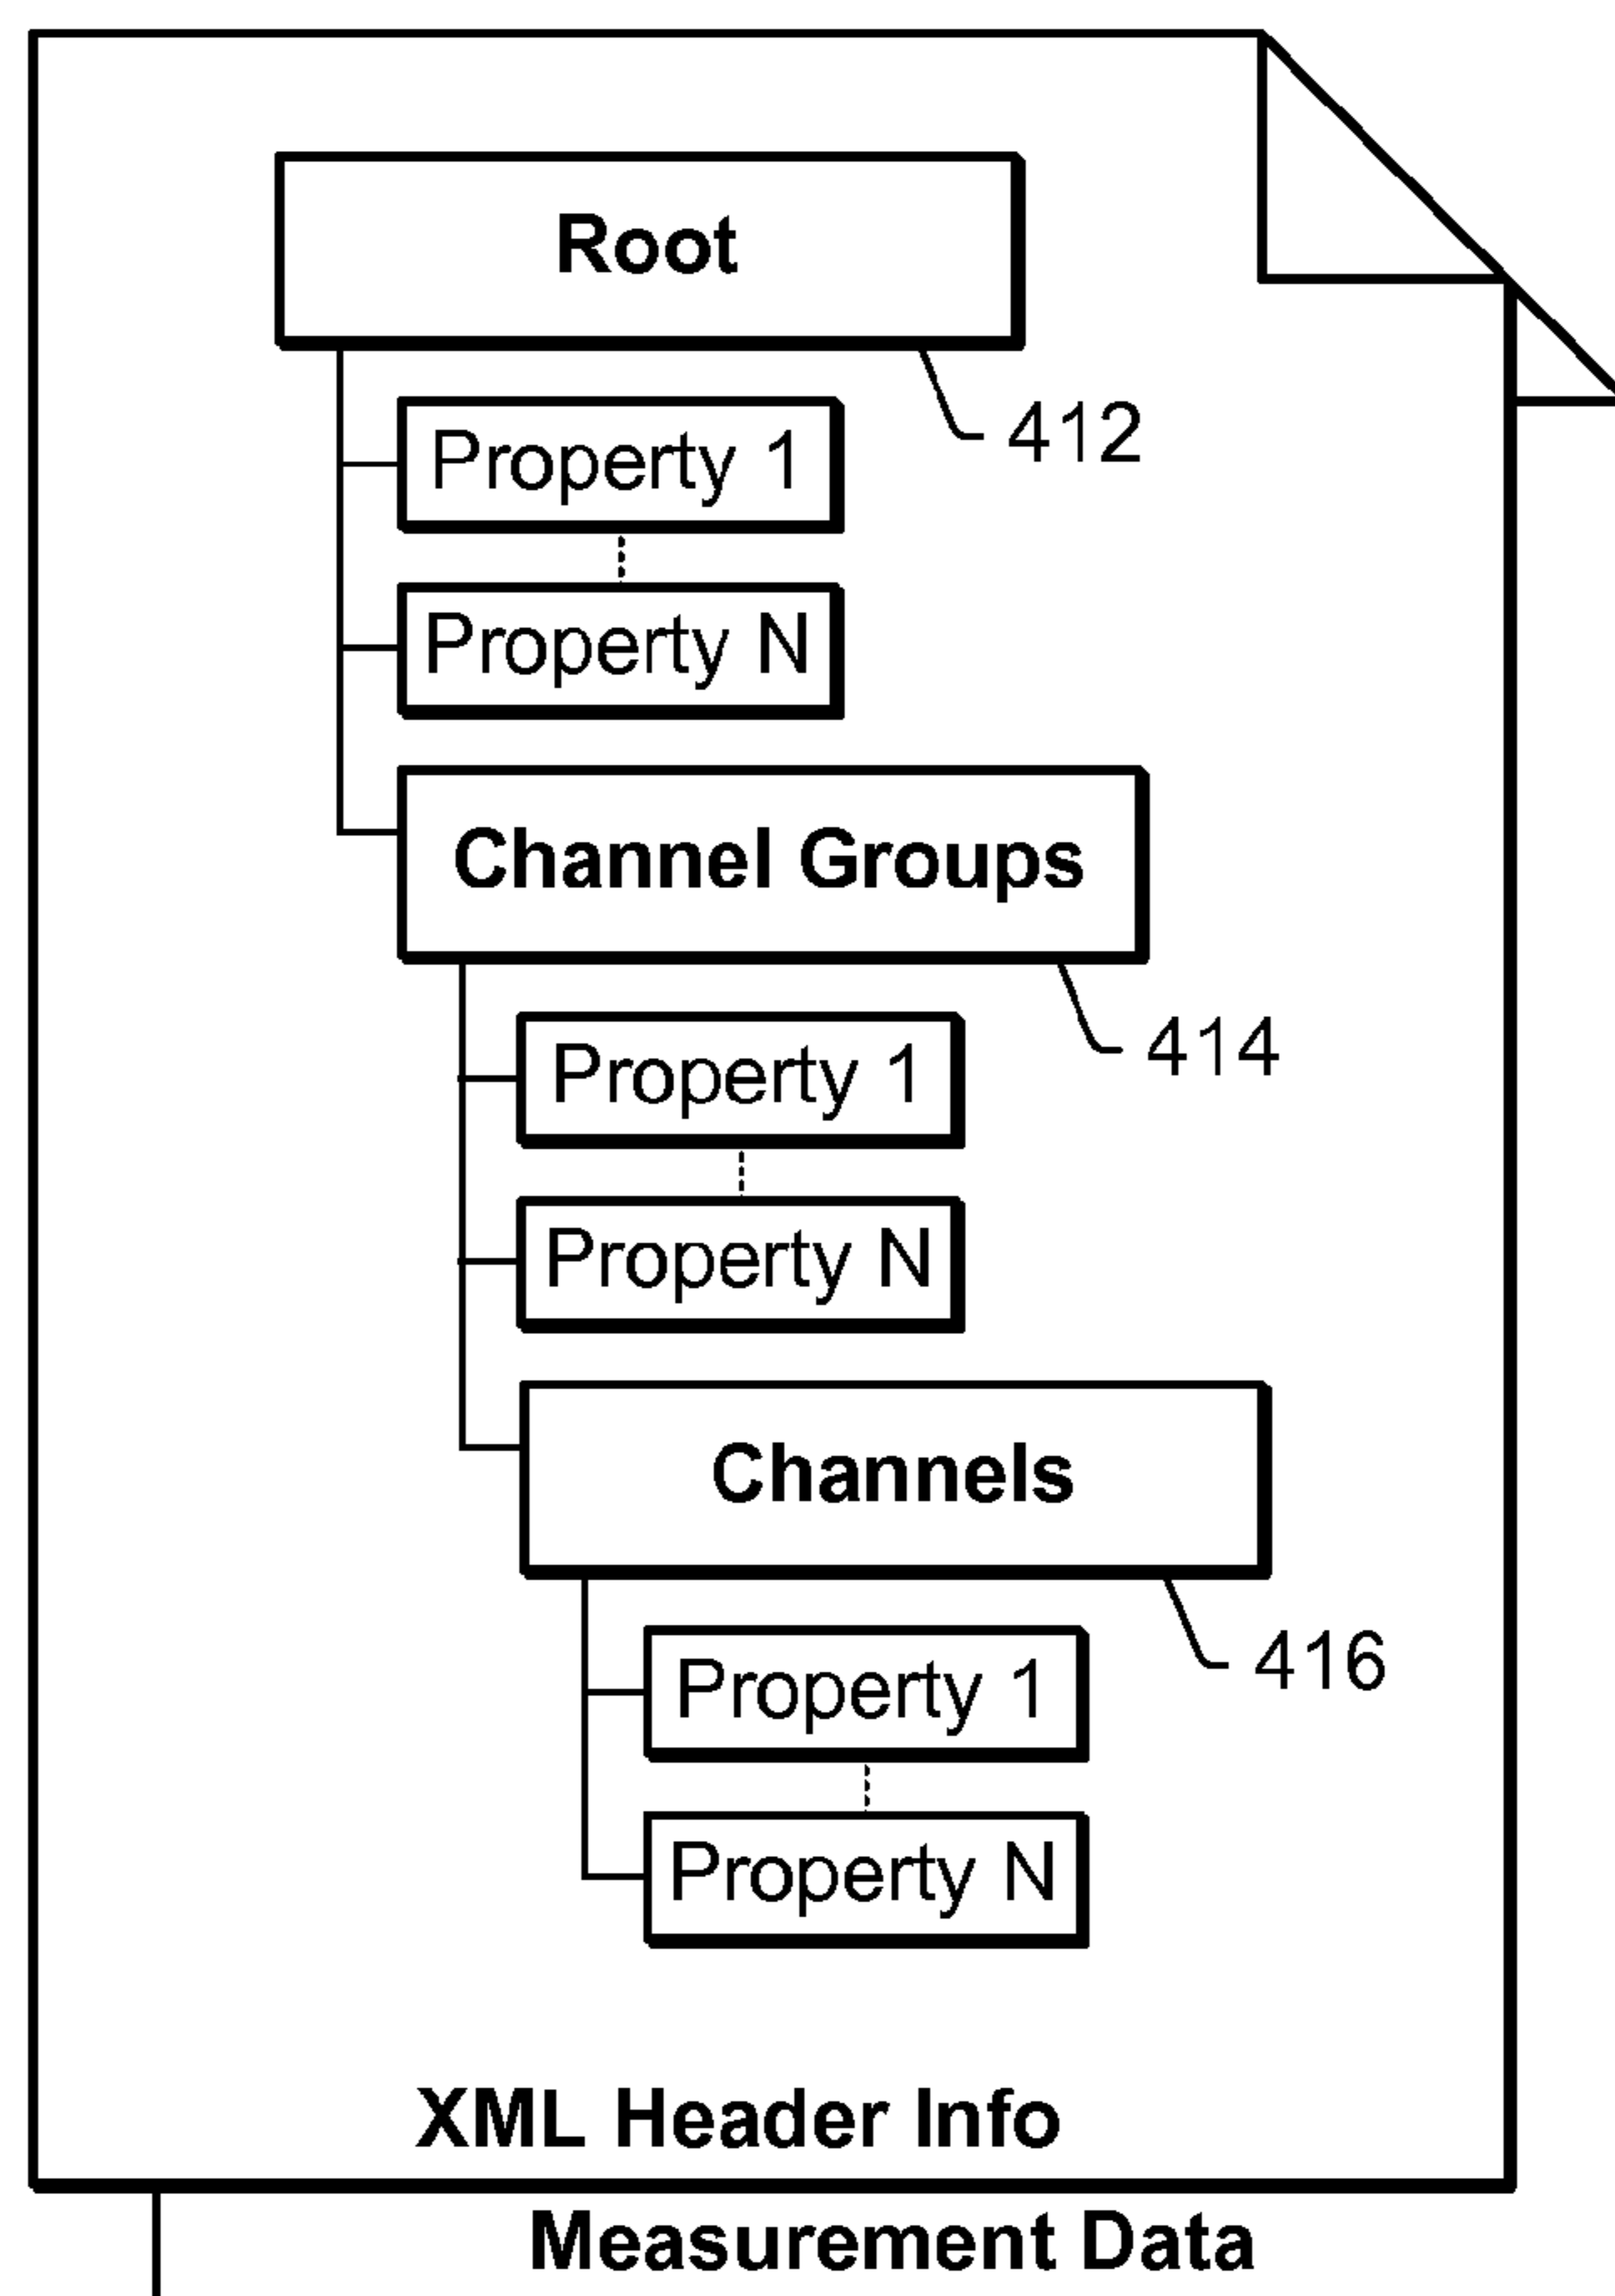 Root
412
Property 1
Property N
Channel Groups
414
Property 1
Property N
Channels
416
Property 1
Property N
XML Header Info
Measurement Data